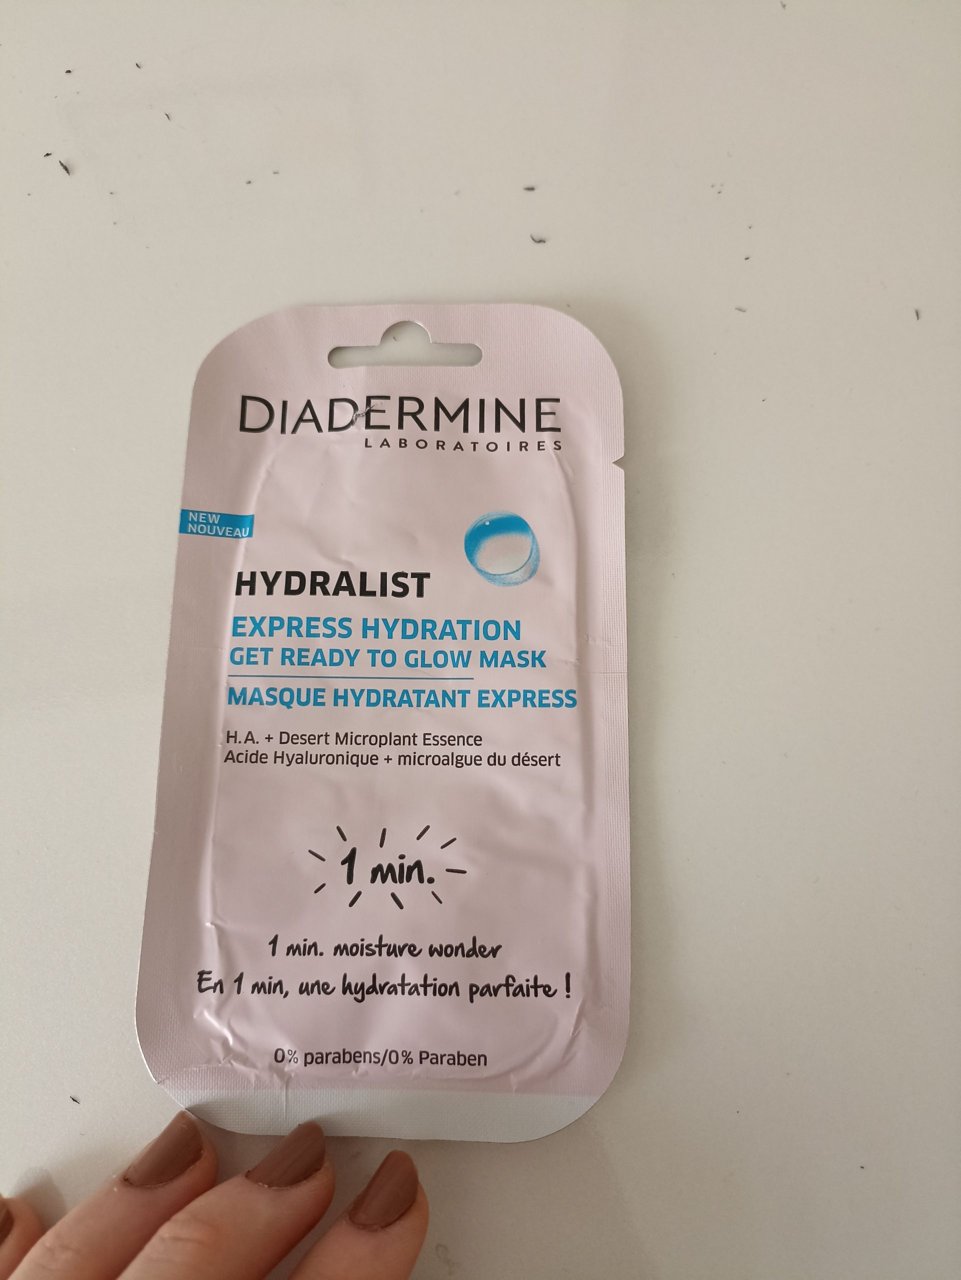 DIADERMINE
LABORATOIRES
NEW
NOUVEAU
HYDRALIST
EXPRESS HYDRATION
GET READY TO GLOW MASK
MASQUE HYDRATANT EXPRESS
H.A. + Desert Microplant Essence
Acide Hyaluronique + microalgue du désert
1 min.
1 min. moisture wonder
En 1 min, une hydratation parfaite !
0% parabens/0% Paraben